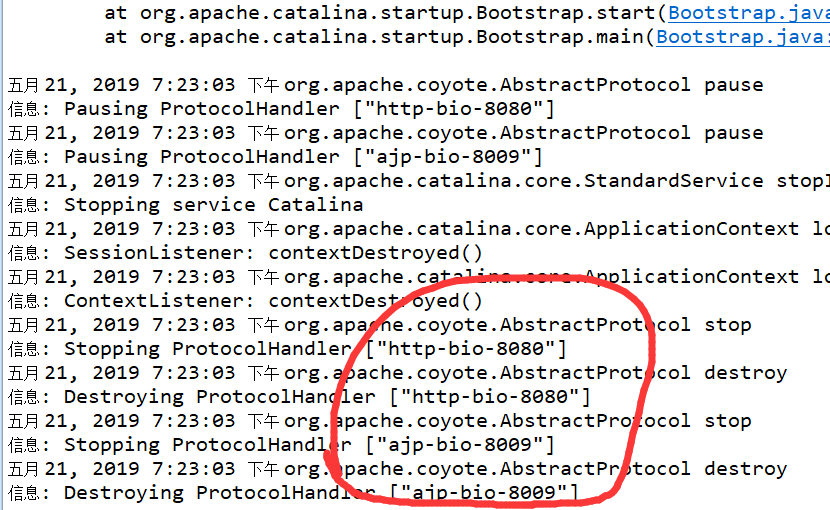 at org.apache.catalina.startup.Bootstrap.start(Bootstrap.java
at org.apache.catalina.startup.Bootstrap.main(Bootstrap.java:
五月 21, 2019 7:23:03 下午 org.apache.coyote.AbstractProtocol pause
信息: Pausing ProtocolHandler ["http-bio-8080"]
五月 21, 2019 7:23:03 下午 org.apache.coyote.AbstractProtocol pause
信息: Pausing ProtocolHandler ["ajp-bio-8009"]
五月 21, 2019 7:23:03 下午 org.apache.catalina.core.StandardService stopI
信息: Stopping service Catalina
五月 21, 2019 7:23:03 下午 org.apache.catalina.core.ApplicationContext lo
信息: SessionListener: contextDestroyed()
五月 21, 2019 7:23:03 下午 org.apache.catalina.core.ApplicationContext lo
信息: ContextListener: contextDestroyed()
五月 21, 2019 7:23:03 下午 org.apache.coyote.AbstractProtocol stop
信息: Stopping ProtocolHandler ["http-bio-8080"]
五月 21, 2019 7:23:03 下午 org.apache.coyote.AbstractProtocol destroy
信息: Destroying ProtocolHandler ["http-bio-8080"]
五月 21, 2019 7:23:03 下午 org.apache.coyote.AbstractProtocol stop
信息: Stopping ProtocolHandler ["ajp-bio-8009"]
五月 21, 2019 7:23:03 下午 org.apache.coyote.AbstractProtocol destroy
信息: Destroying ProtocolHandler ["ajp-bio-8009"]